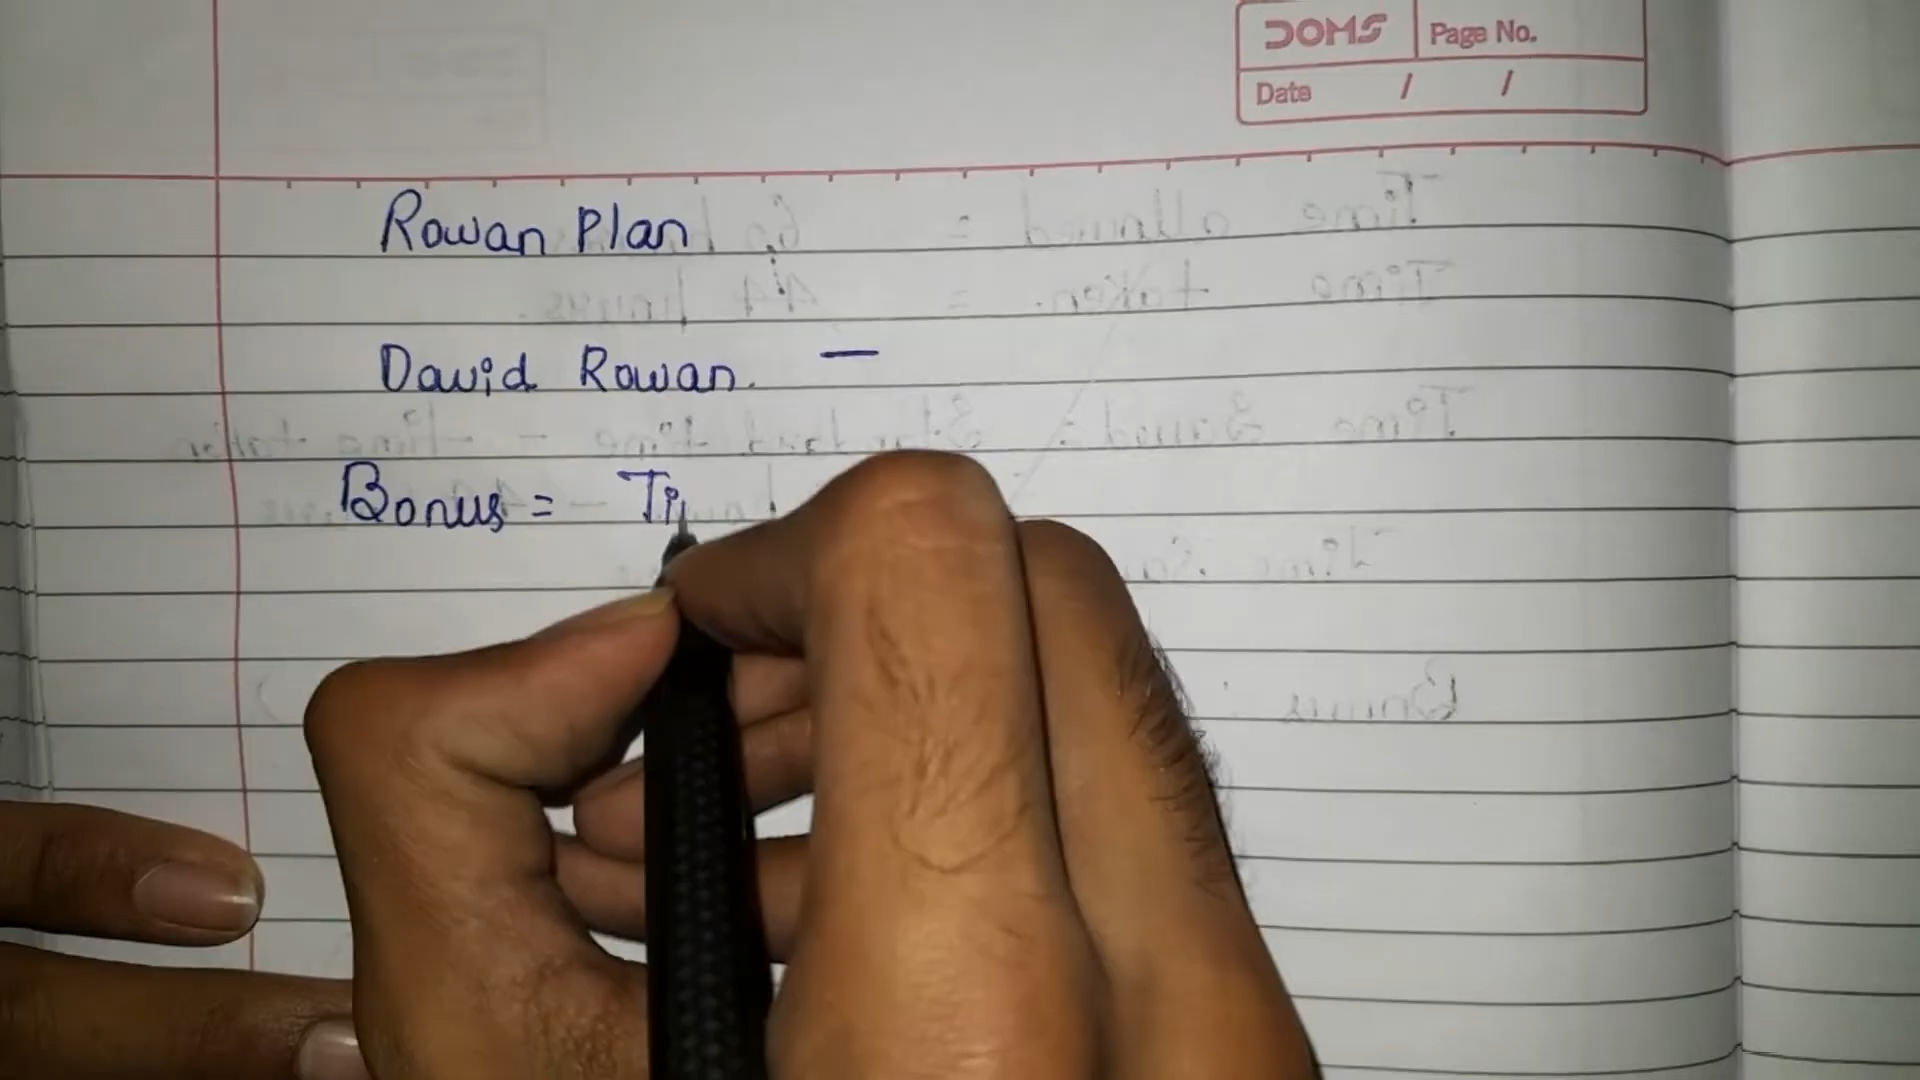 DOMS Page No.
Date / /
Rowan Plan
David Rowan. —
Bonus = Ti